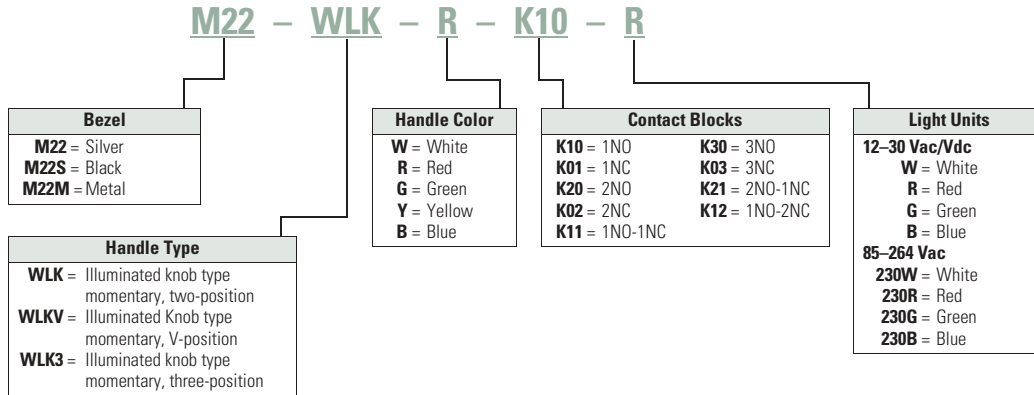 M22 – WLK – R – K10 – R
Bezel
M22 = Silver
M22S = Black
M22M = Metal
Handle Type
WLK = Illuminated knob type
momentary, two-position
WLKV = Illuminated Knob type
momentary, V-position
WLK3 = Illuminated knob type
momentary, three-position
Handle Color
W = White
R = Red
G = Green
Y = Yellow
B = Blue
Contact Blocks
K10 = 1NO
K01 = 1NC
K20 = 2NO
K02 = 2NC
K11 = 1NO-1NC
K30 = 3NO
K03 = 3NC
K21 = 2NO-1NC
K12 = 1NO-2NC
Light Units
12–30 Vac/Vdc
W = White
R = Red
G = Green
B = Blue
85–264 Vac
230W = White
230R = Red
230G = Green
230B = Blue